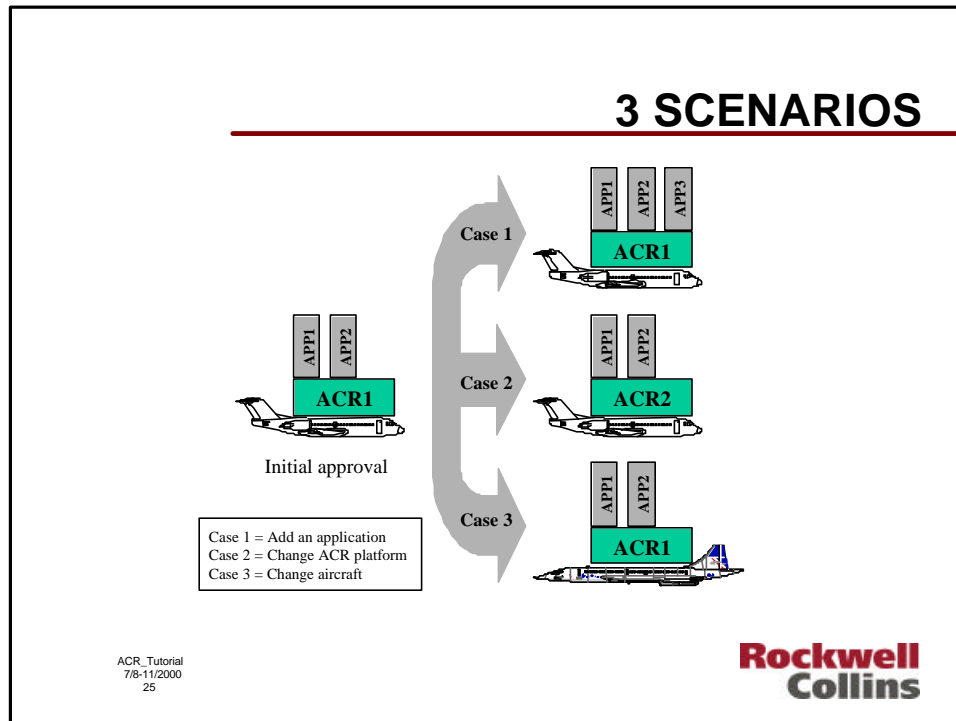 3 SCENARIOS
APP1
APP2
ACR1
Initial approval
Case 1
Case 2
Case 3
APP1
APP2
APP3
ACR1
APP1
APP2
ACR2
APP1
APP2
ACR1
Case 1 = Add an application
Case 2 = Change ACR platform
Case 3 = Change aircraft
ACR_Tutorial
7/8-11/2000
25
Rockwell
Collins